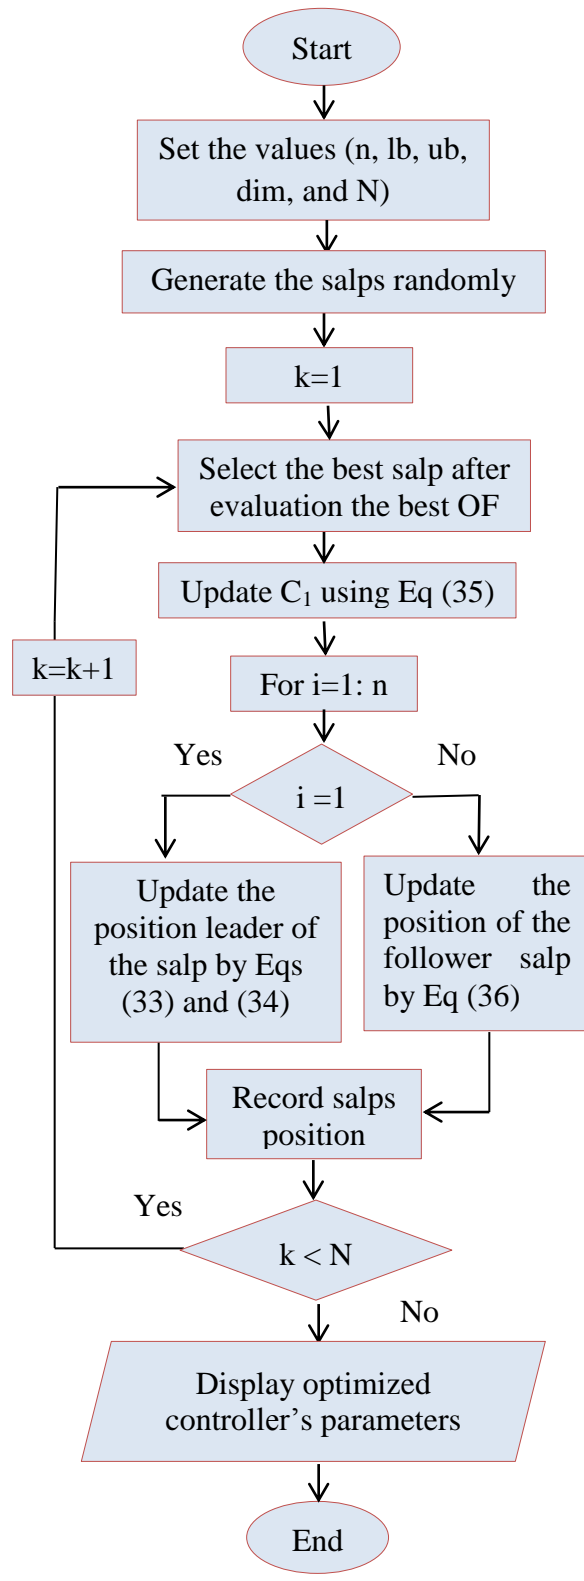 Start
Set the values (n, lb, ub,
dim, and N)
Generate the salps randomly
k=1
Select the best salp after
evaluation the best OF
Update C₁ using Eq (35)
k=k+1
For i=1: n
Yes
No
i =1
Update the
position leader of
the salp by Eqs
(33) and (34)
Update the
position of the
follower salp
by Eq (36)
Record salps
position
Yes
k < N
No
Display optimized
controller’s parameters
End